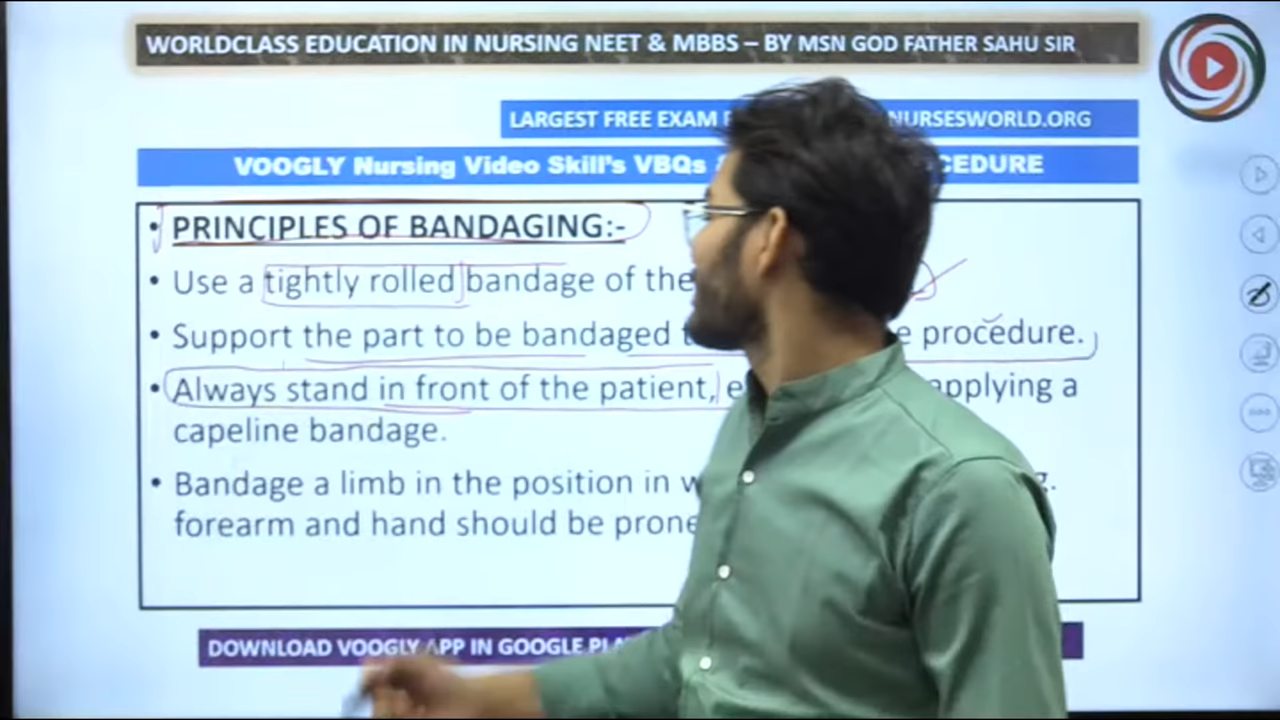 WORLDCLASS EDUCATION IN NURSING NEET & MBBS – BY MSN GOD FATHER SAHU SIR
LARGEST FREE EXAM NURSESWORLD.ORG
VOOGLY Nursing Video Skill's VBQs
• PRINCIPLES OF BANDAGING:-
• Use a tightly rolled bandage of the
• Support the part to be bandaged procedure.
• Always stand in front of the patient, applying a
capeline bandage.
• Bandage a limb in the position in
forearm and hand should be prone
DOWNLOAD VOOGLY APP IN GOOGLE